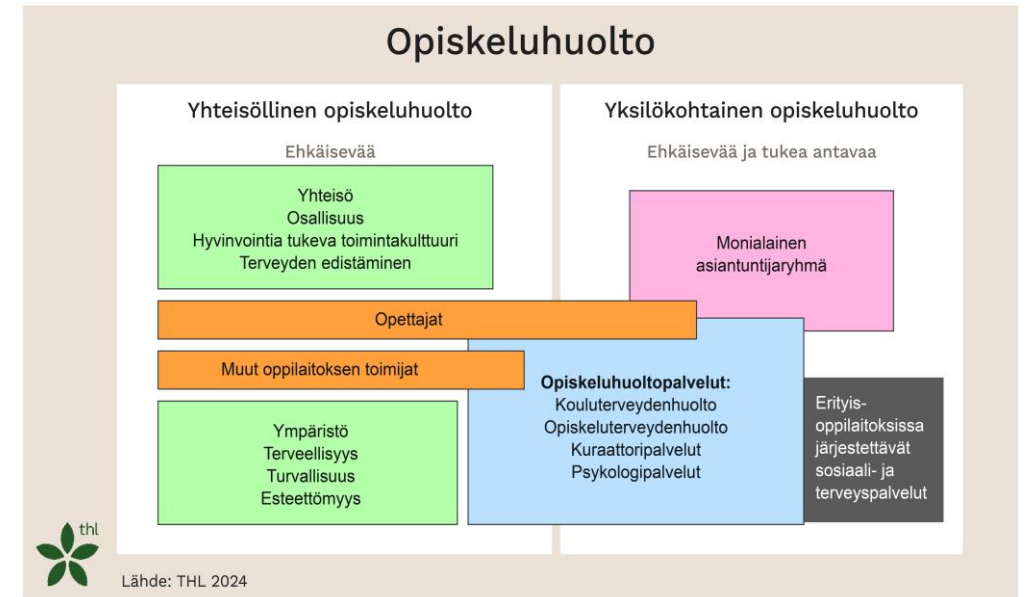 Opiskeluhuolto
Yhteisöllinen opiskeluhuolto
Ehkäisevää
Yhteisö
Osallisuus
Hyvinvointia tukeva toimintakulttuuri
Terveyden edistäminen
Yksilökohtainen opiskeluhuolto
Ehkäisevää ja tukea antavaa
Monialainen
asiantuntijaryhmä
Opettajat
Muut oppilaitoksen toimijat
Ympäristö
Terveellisyys
Turvallisuus
Esteettömyys
Opiskeluhuoltopalvelut:
Kouluterveydenhuolto
Opiskeluterveydenhuolto
Kuraattoripalvelut
Psykologipalvelut
Erityis-
oppilaitoksissa
järjestettävät
sosiaali- ja
terveyspalvelut
thl
Lähde: THL 2024